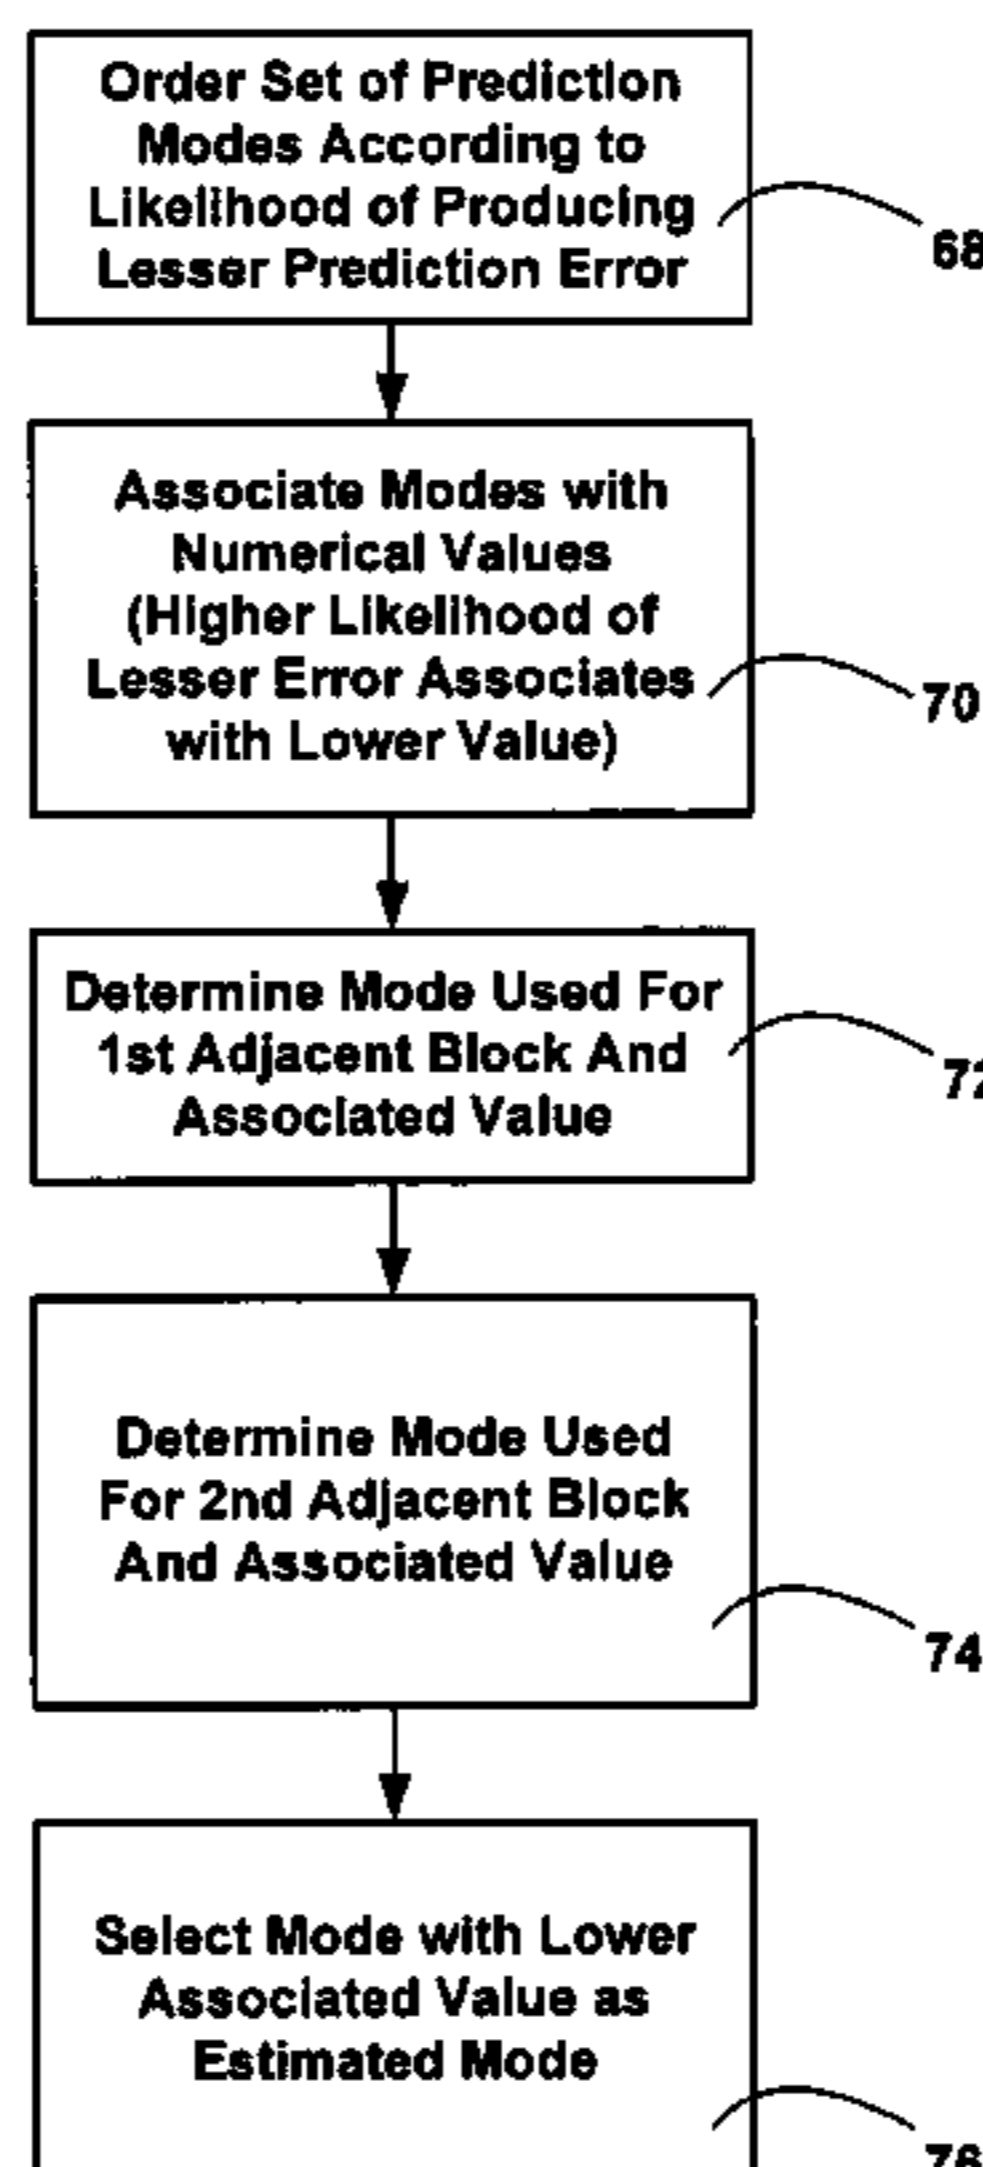 Order Set of Prediction
Modes According to
Likelihood of Producing
Lesser Prediction Error
68
Associate Modes with
Numerical Values
(Higher Likelihood of
Lesser Error Associates
with Lower Value)
70
Determine Mode Used For
1st Adjacent Block And
Associated Value
72
Determine Mode Used
For 2nd Adjacent Block
And Associated Value
74
Select Mode with Lower
Associated Value as
Estimated Mode
76